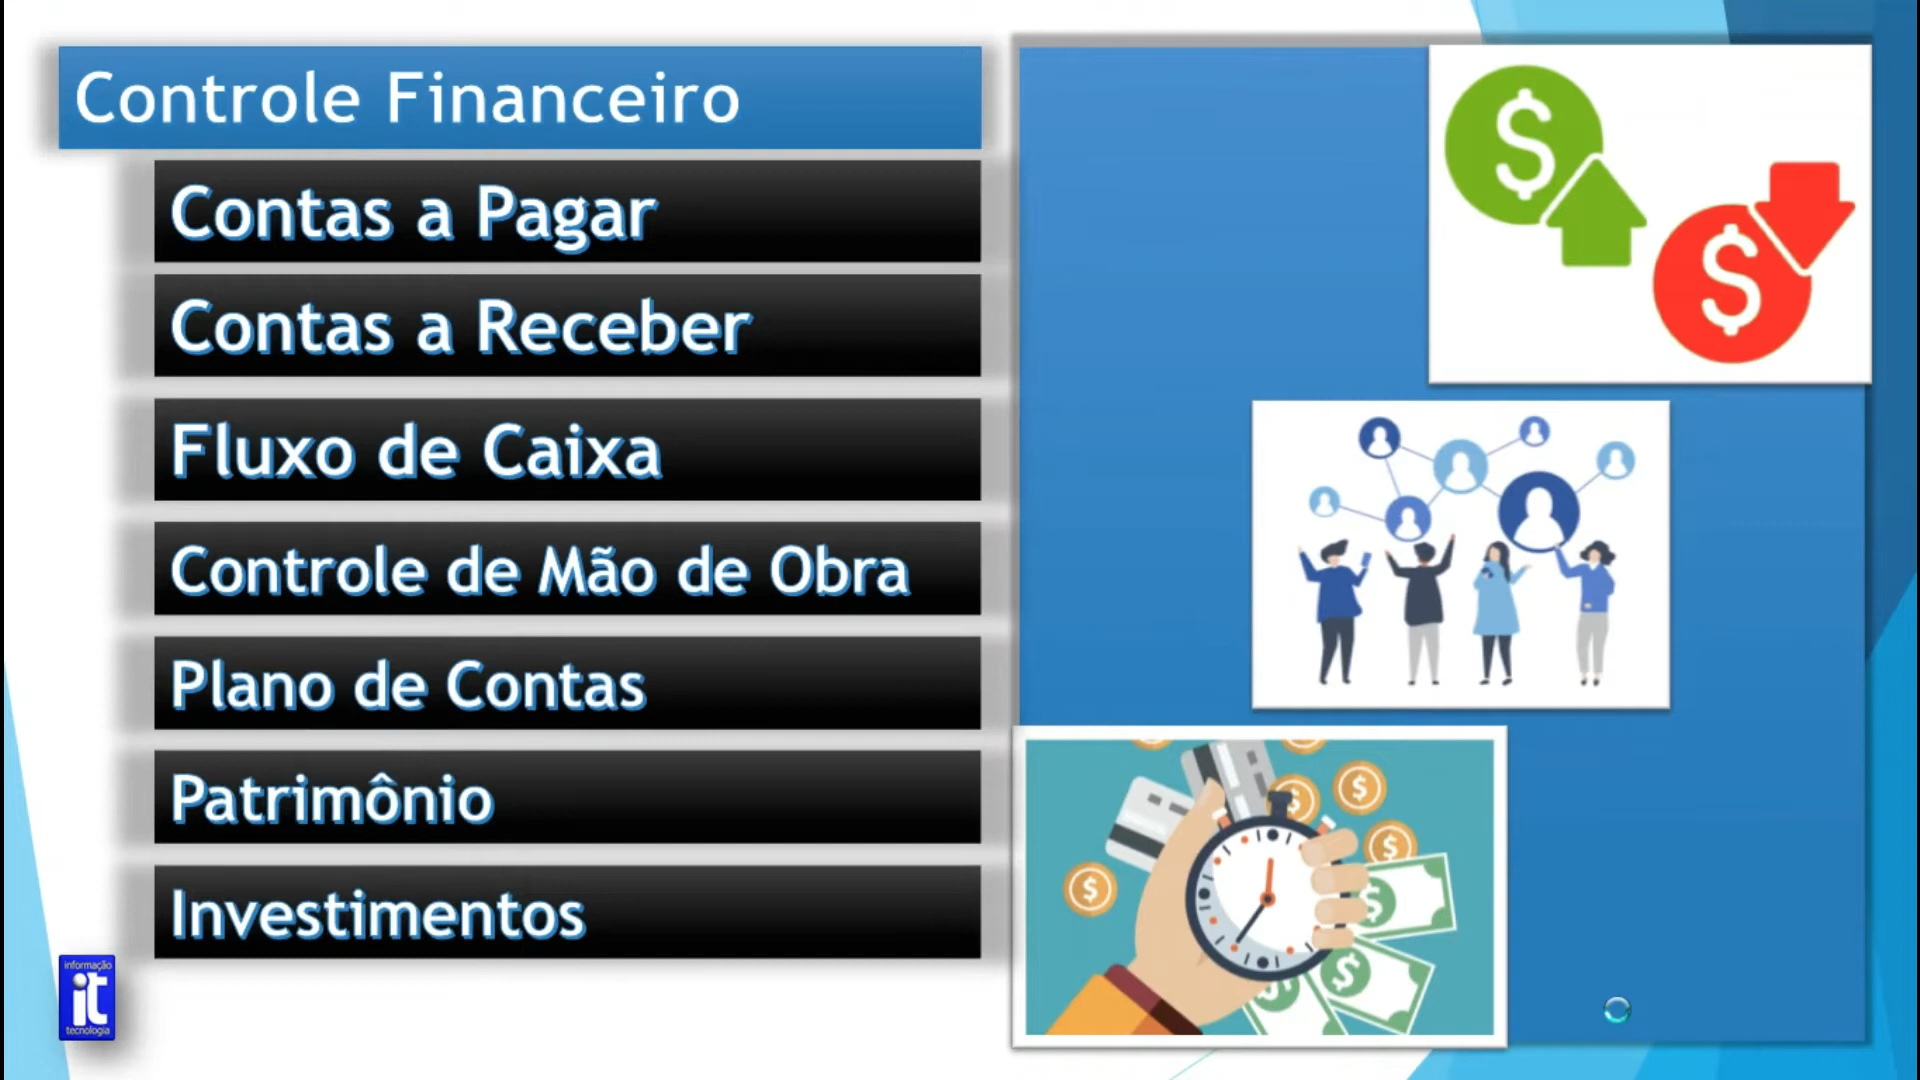 Controle Financeiro
Contas a Pagar
Contas a Receber
Fluxo de Caixa
Controle de Mão de Obra
Plano de Contas
Patrimônio
Investimentos
informação
it
tecnologia
$
$
$
$
$
$
$
$
$